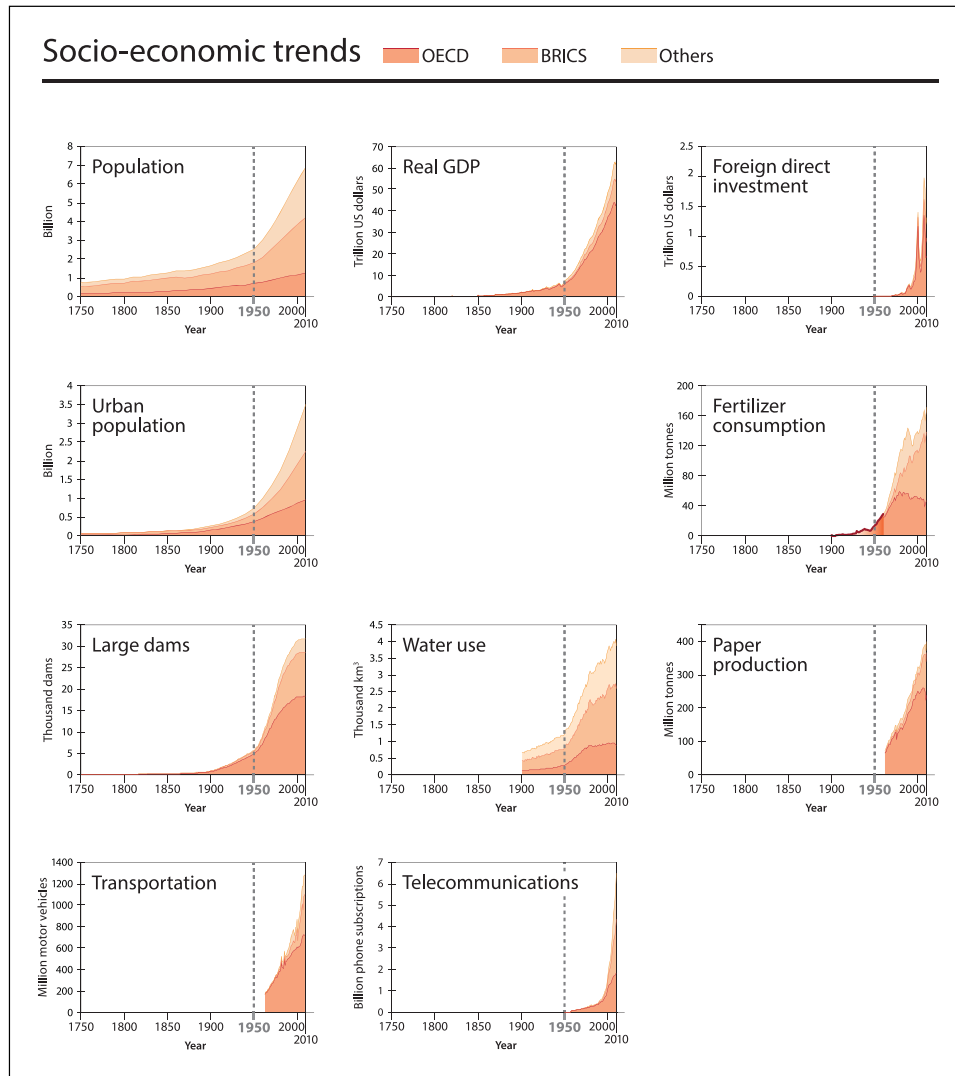 Socio-economic trends OECD BRICS Others
Population
Billion
8
7
6
5
4
3
2
1
0
1750 1800 1850 1900 1950 2000
2010
Year
Real GDP
Trillion US dollars
70
60
50
40
30
20
10
0
1750 1800 1850 1900 1950 2000
2010
Year
Foreign direct
investment
Trillion US dollars
2.5
2
1.5
1
0.5
0
1750 1800 1850 1900 1950 2000
2010
Year
Urban
population
Billion
4
3.5
3
2.5
2
1.5
1
0.5
0
1750 1800 1850 1900 1950 2000
2010
Year
Fertilizer
consumption
Million tonnes
200
160
120
80
40
0
1750 1800 1850 1900 1950 2000
2010
Year
Large dams
Thousand dams
35
30
25
20
15
10
5
0
1750 1800 1850 1900 1950 2000
2010
Year
Water use
Thousand km³
4.5
4
3.5
3
2.5
2
1.5
1
0.5
0
1750 1800 1850 1900 1950 2000
2010
Year
Paper
production
Million tonnes
400
300
200
100
0
1750 1800 1850 1900 1950 2000
2010
Year
Transportation
Million motor vehicles
1400
1200
1000
800
600
400
200
0
1750 1800 1850 1900 1950 2000
2010
Year
Telecommunications
Billion phone subscriptions
7
6
5
4
3
2
1
0
1750 1800 1850 1900 1950 2000
2010
Year